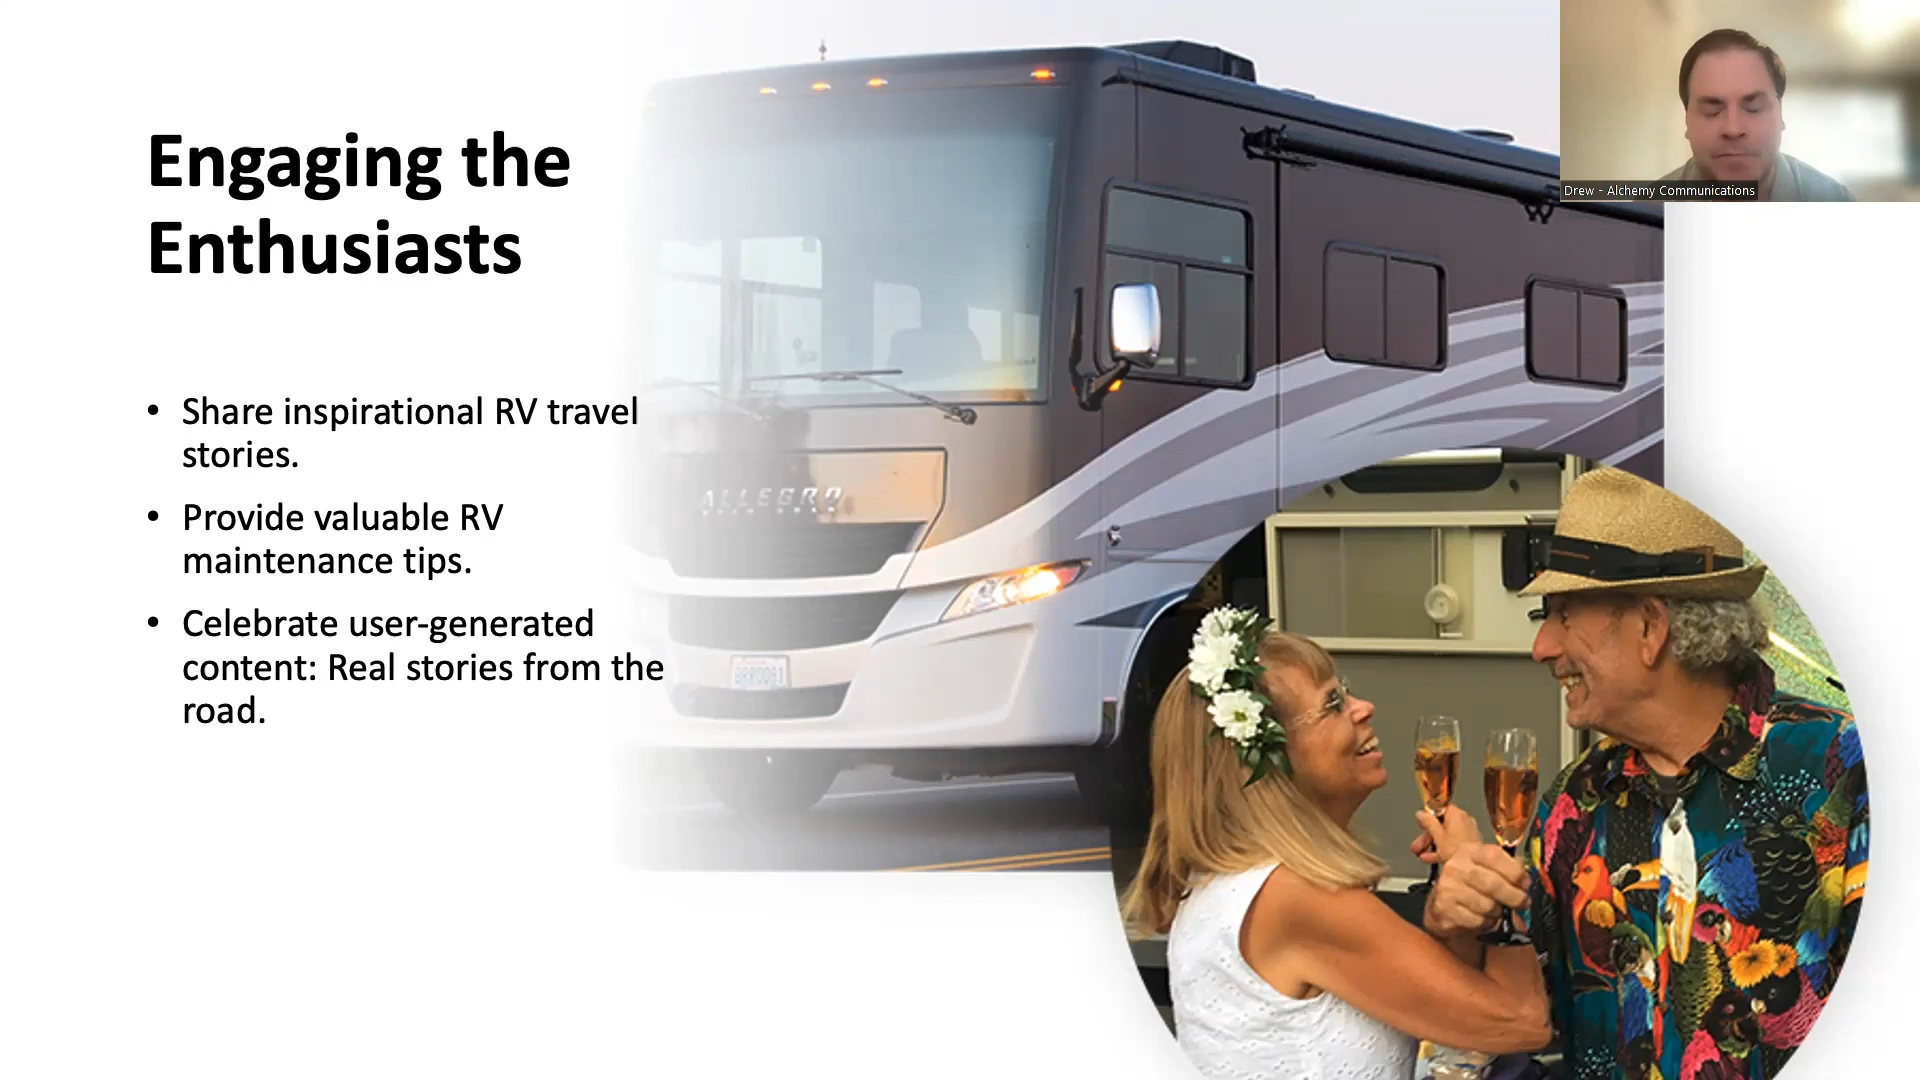 Engaging the
Enthusiasts
• Share inspirational RV travel
stories.
• Provide valuable RV
maintenance tips.
• Celebrate user-generated
content: Real stories from the
road.
Drew - Alchemy Communications
ALLEGRO